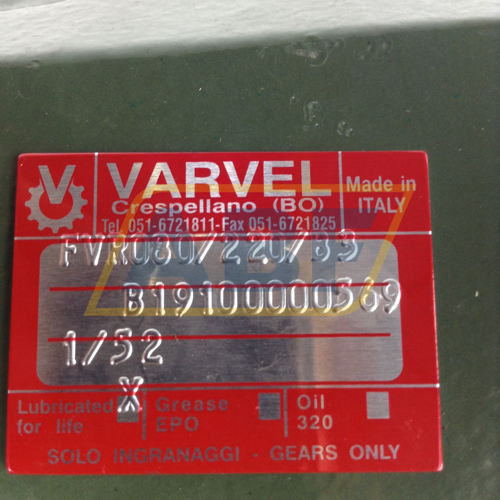 V VARVEL
Crespellano (BO)
Tel. 051-6721811-Fax 051-6721825
Made in
ITALY
FVR080/220/B3
B19100000369
1/52
X
Lubricated
for life
Grease
EPO
Oil
320
SOLO INGRANAGGI - GEARS ONLY